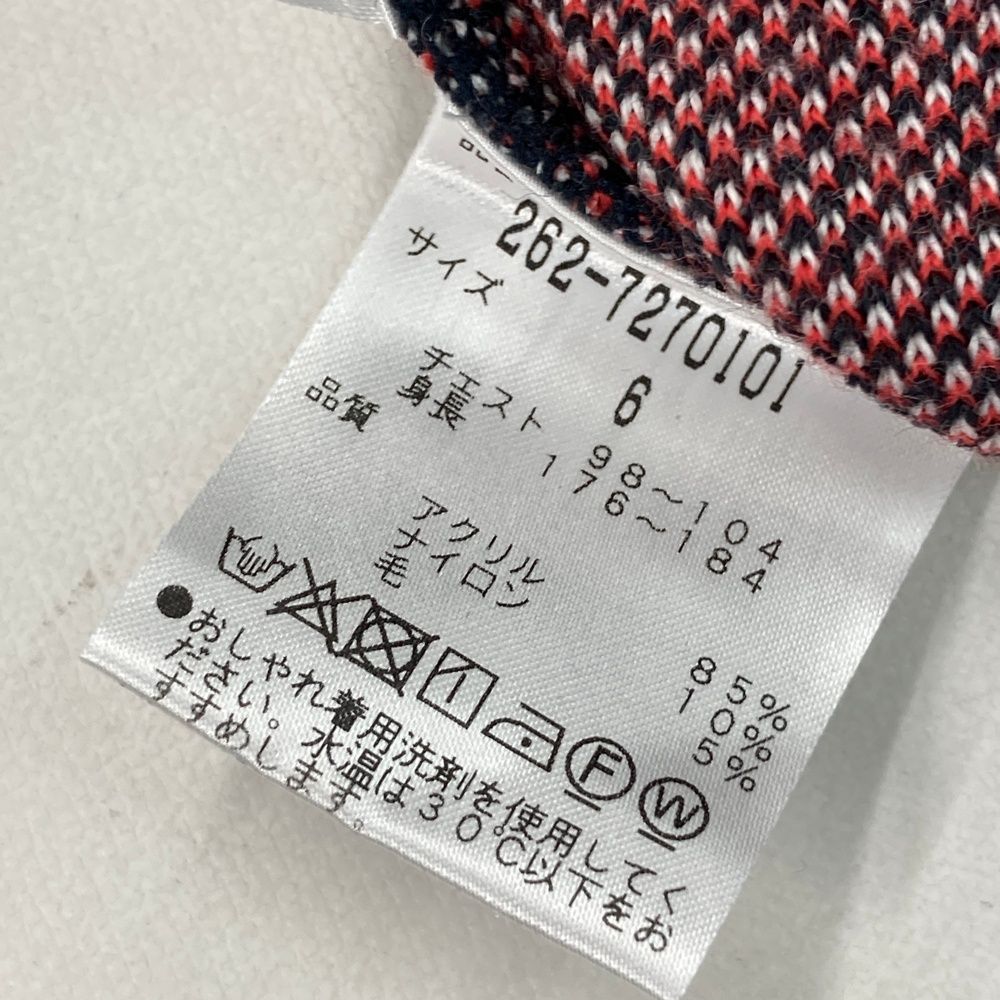 262-7270101
サイズ 6
チェスト 98～104
身長 176～184
品質
アクリル 85%
ナイロン 10%
毛 5%
F W
●おしゃれ着用洗剤を使用してく
ださい。水温は30℃以下をお
すすめします。